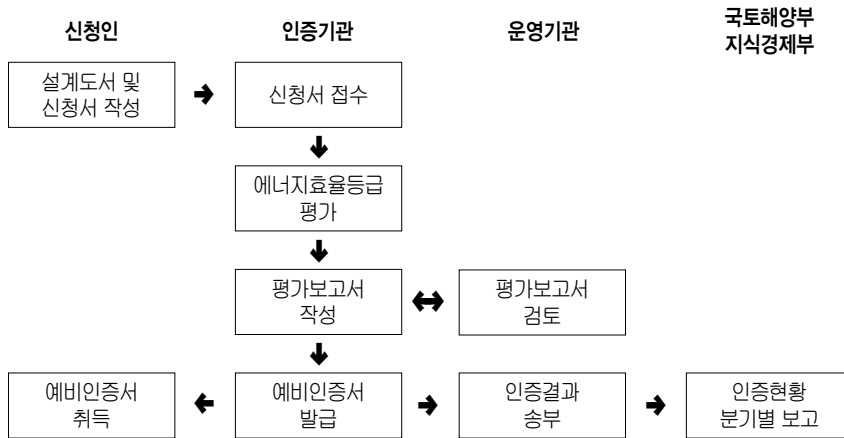 신청인
인증기관
운영기관
국토해양부
지식경제부
설계도서 및
신청서 작성
신청서 접수
에너지효율등급
평가
평가보고서
작성
평가보고서
검토
예비인증서
취득
예비인증서
발급
인증결과
송부
인증현황
분기별 보고